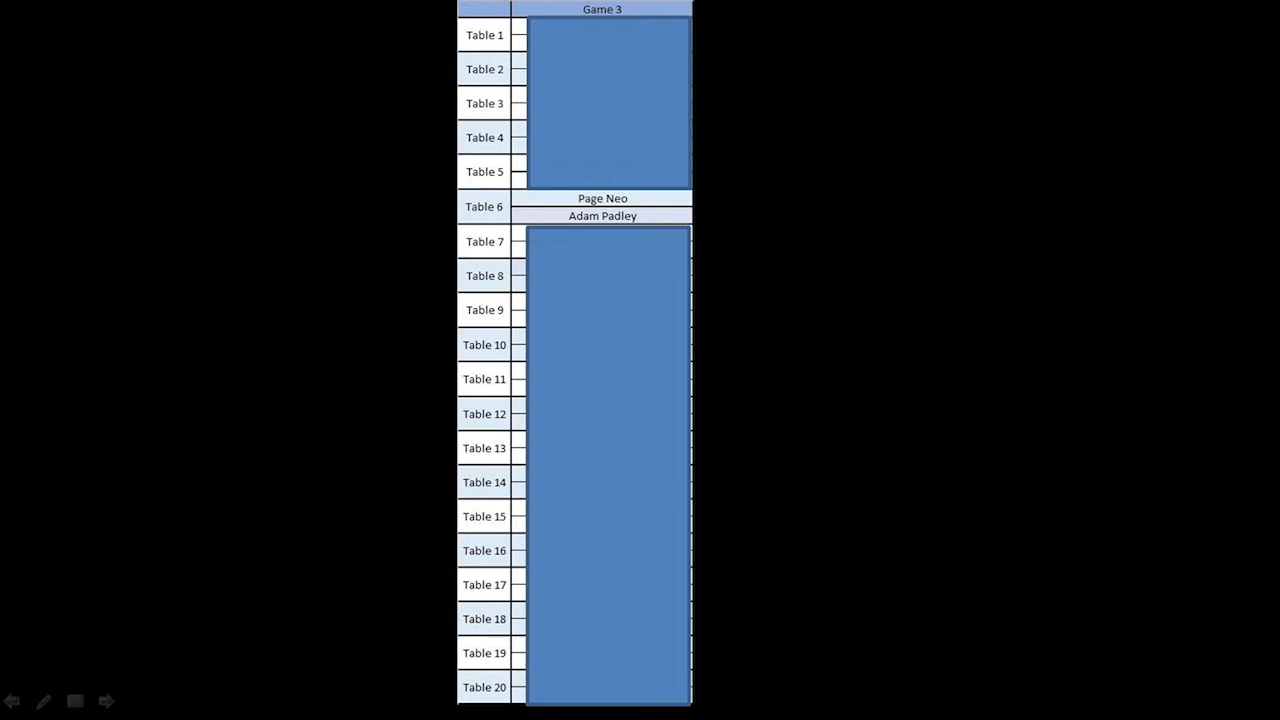 Game 3
Table 1
Table 2
Table 3
Table 4
Table 5
Table 6
Page Neo
Adam Padley
Table 7
Table 8
Table 9
Table 10
Table 11
Table 12
Table 13
Table 14
Table 15
Table 16
Table 17
Table 18
Table 19
Table 20